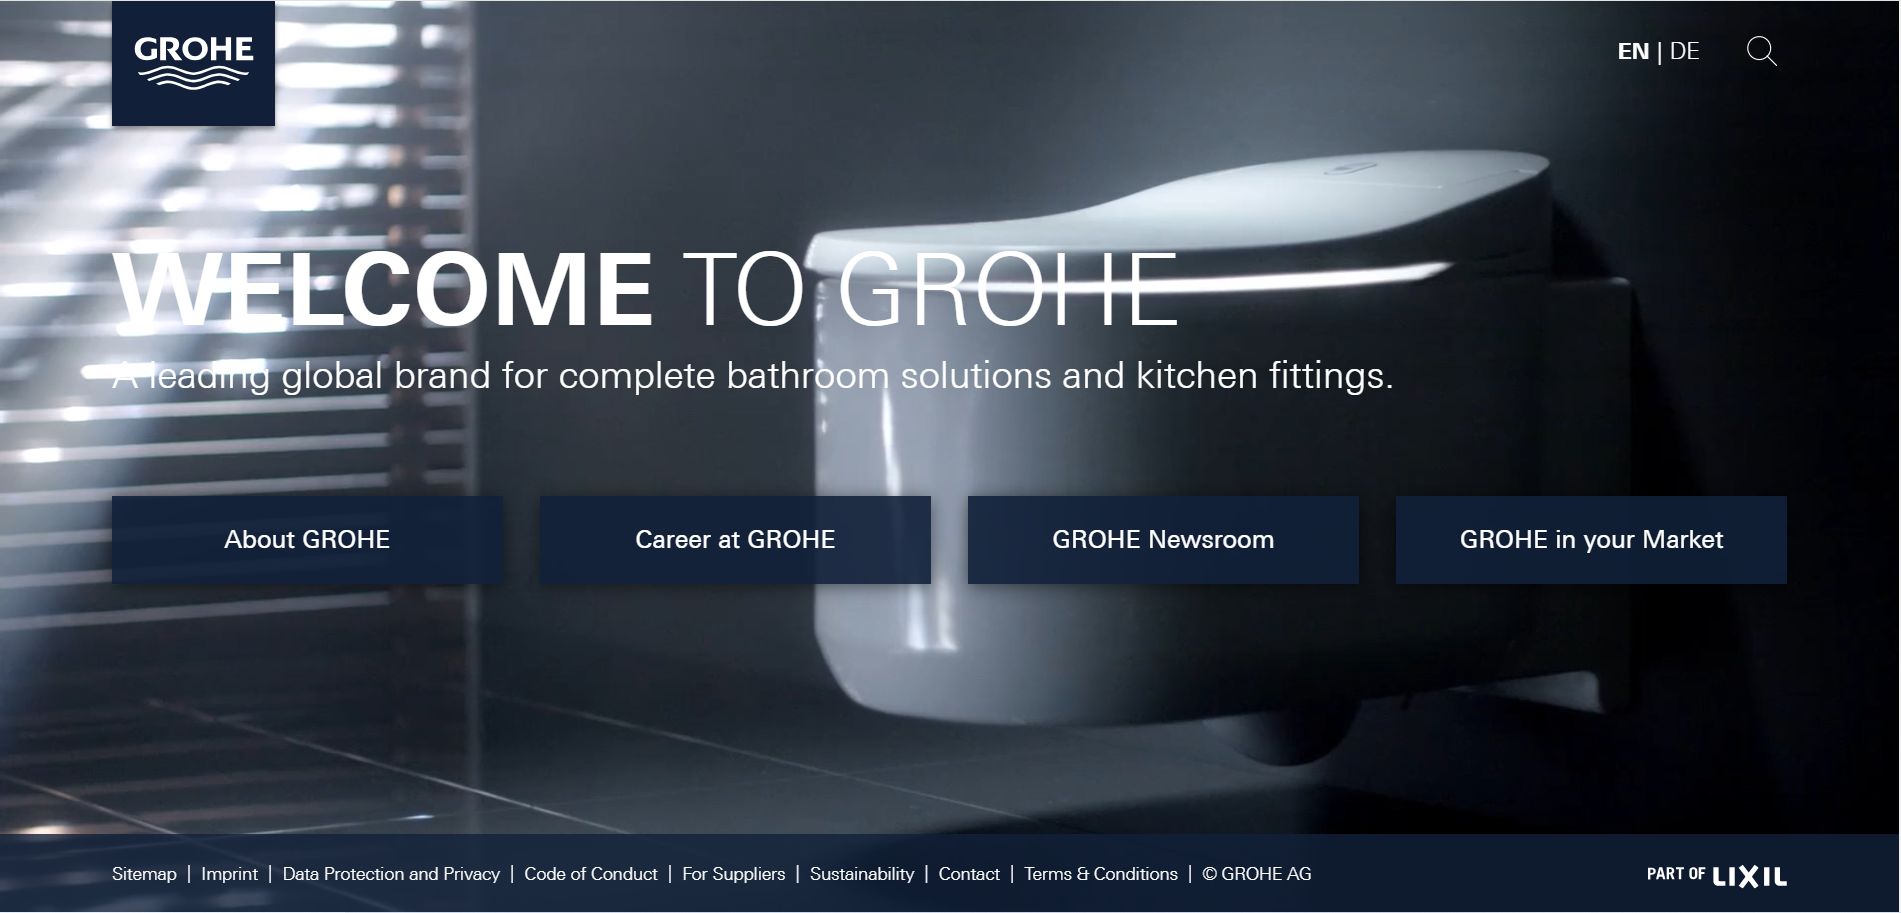 GROHE
EN | DE
WELCOME TO GROHE
A leading global brand for complete bathroom solutions and kitchen fittings.
About GROHE
Career at GROHE
GROHE Newsroom
GROHE in your Market
Sitemap | Imprint | Data Protection and Privacy | Code of Conduct | For Suppliers | Sustainability | Contact | Terms & Conditions | © GROHE AG
PART OF LIXIL